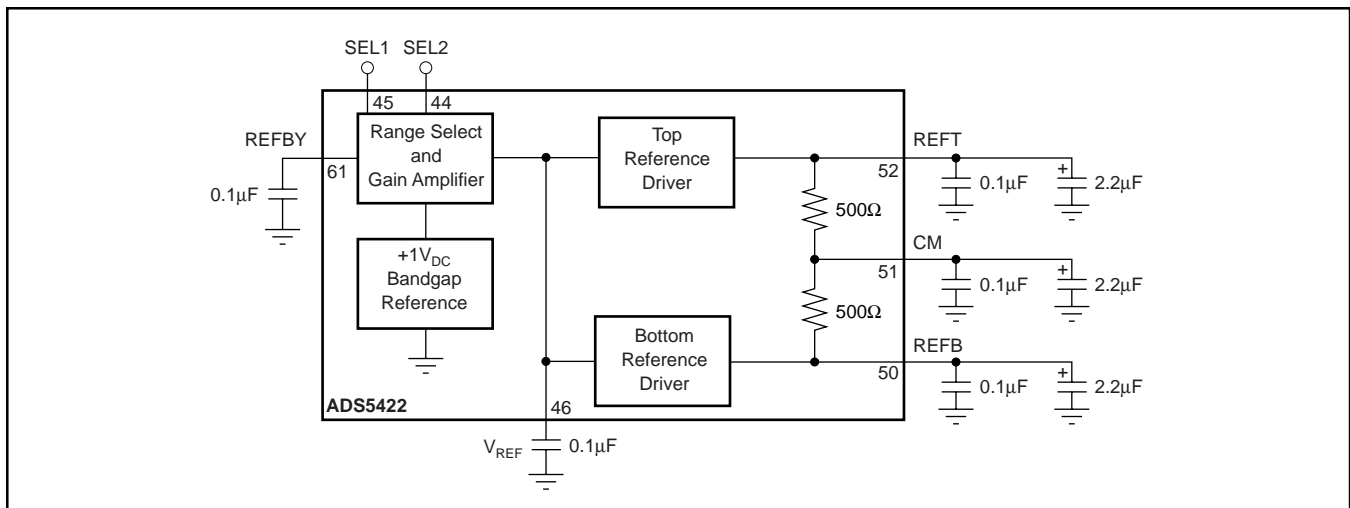 SEL1 SEL2
45 44
REFBY
61
0.1µF
Range Select
and
Gain Amplifier
+1VDC
Bandgap
Reference
Top
Reference
Driver
Bottom
Reference
Driver
500Ω
500Ω
REFT
52
0.1µF
2.2µF
+
CM
51
0.1µF
2.2µF
+
REFB
50
0.1µF
2.2µF
+
ADS5422
46
VREF
0.1µF